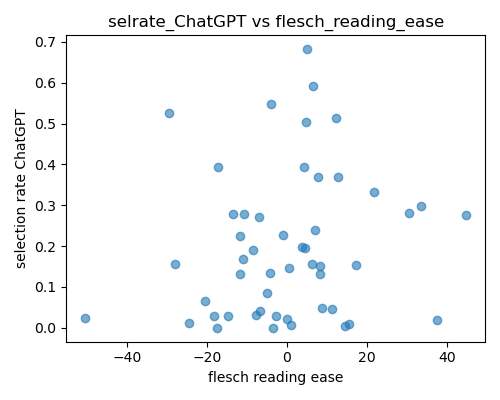 selrate_ChatGPT vs flesch_reading_ease
selection rate ChatGPT
0.7
0.6
0.5
0.4
0.3
0.2
0.1
0.0
−40 −20 0 20 40
flesch reading ease